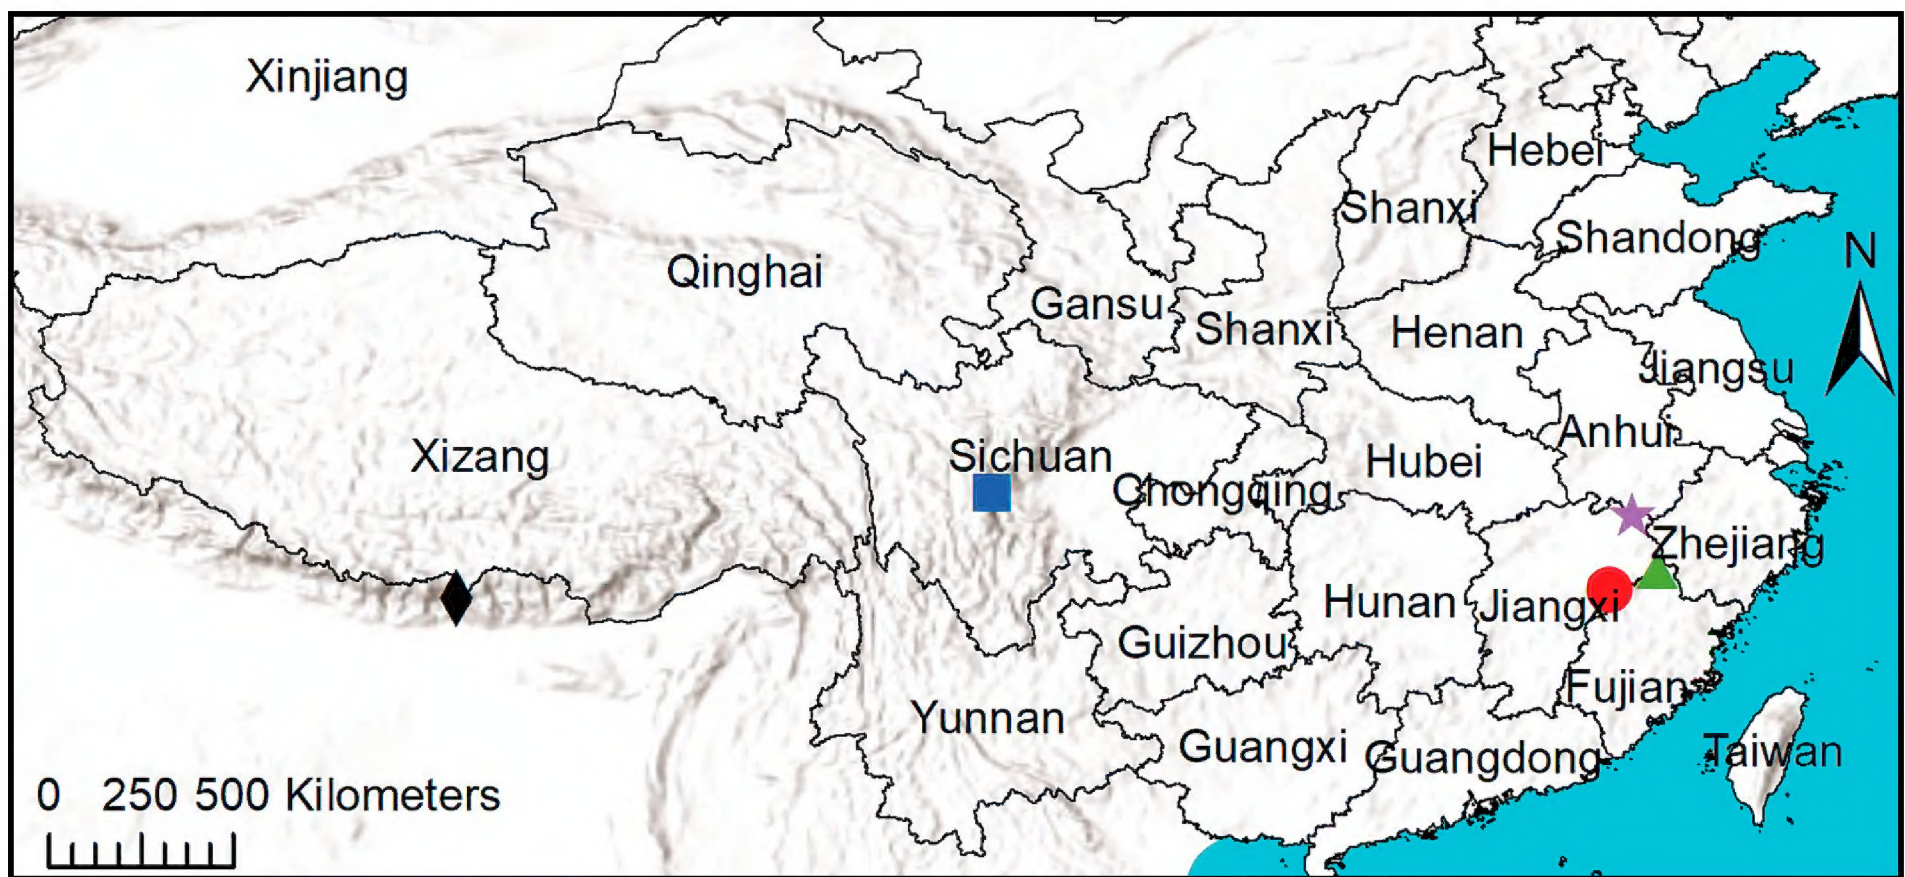 Xinjiang
Hebei
Shanxi
Shandong
N
Qinghai
Gansu
Shanxi
Henan
Jiangsu
Anhui
Xizang
Sichuan
Hubei
Chongqing
Zhejiang
Hunan
Jiangxi
Guizhou
Fujian
Yunnan
Guangxi
Guangdong
Taiwan
0 250 500 Kilometers